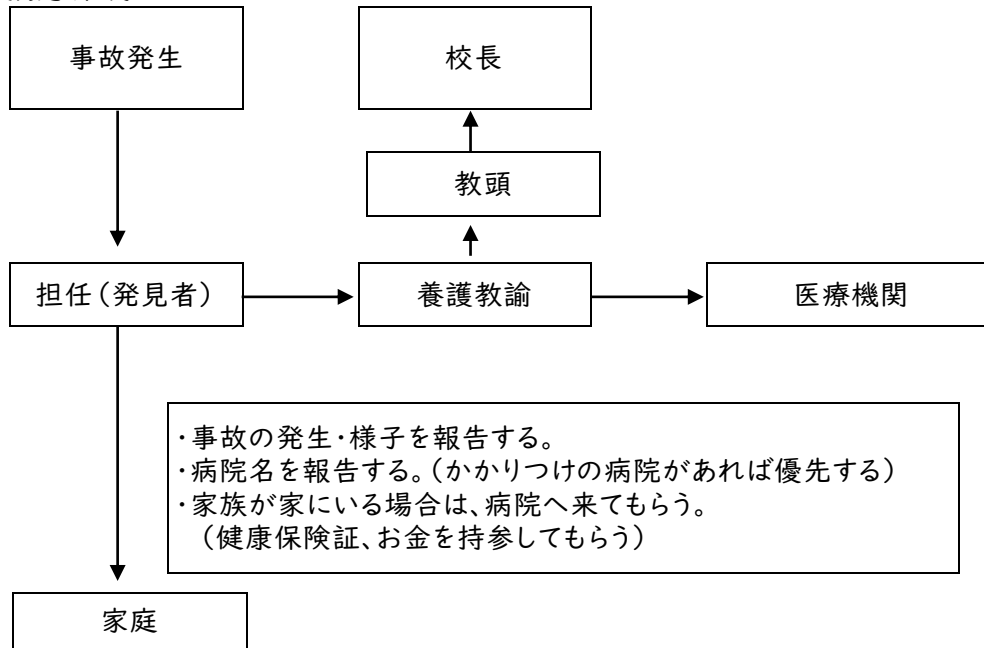 事故発生
校長
教頭
担任（発見者）
養護教諭
医療機関
・事故の発生・様子を報告する。
・病院名を報告する。（かかりつけの病院があれば優先する）
・家族が家にいる場合は、病院へ来てもらう。
（健康保険証、お金を持参してもらう）
家庭